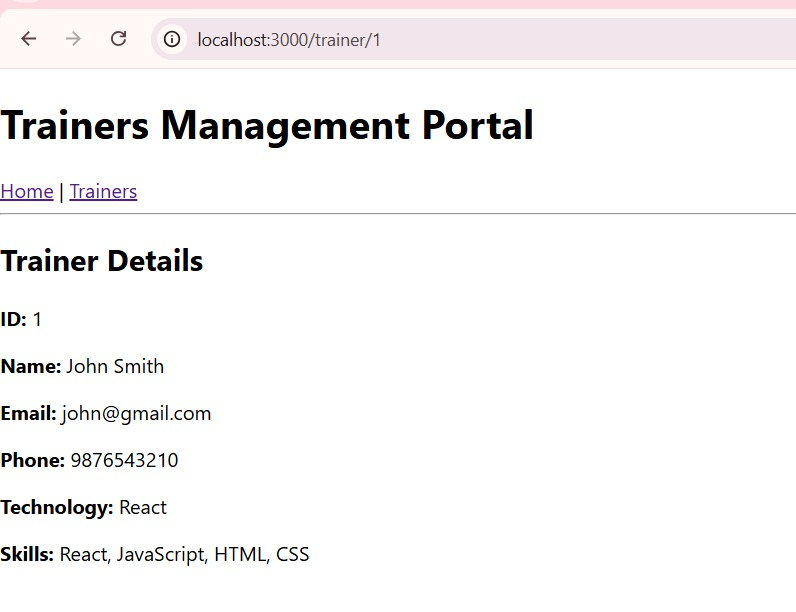 localhost:3000/trainer/1
Trainers Management Portal
Home | Trainers
Trainer Details
ID: 1
Name: John Smith
Email: john@gmail.com
Phone: 9876543210
Technology: React
Skills: React, JavaScript, HTML, CSS